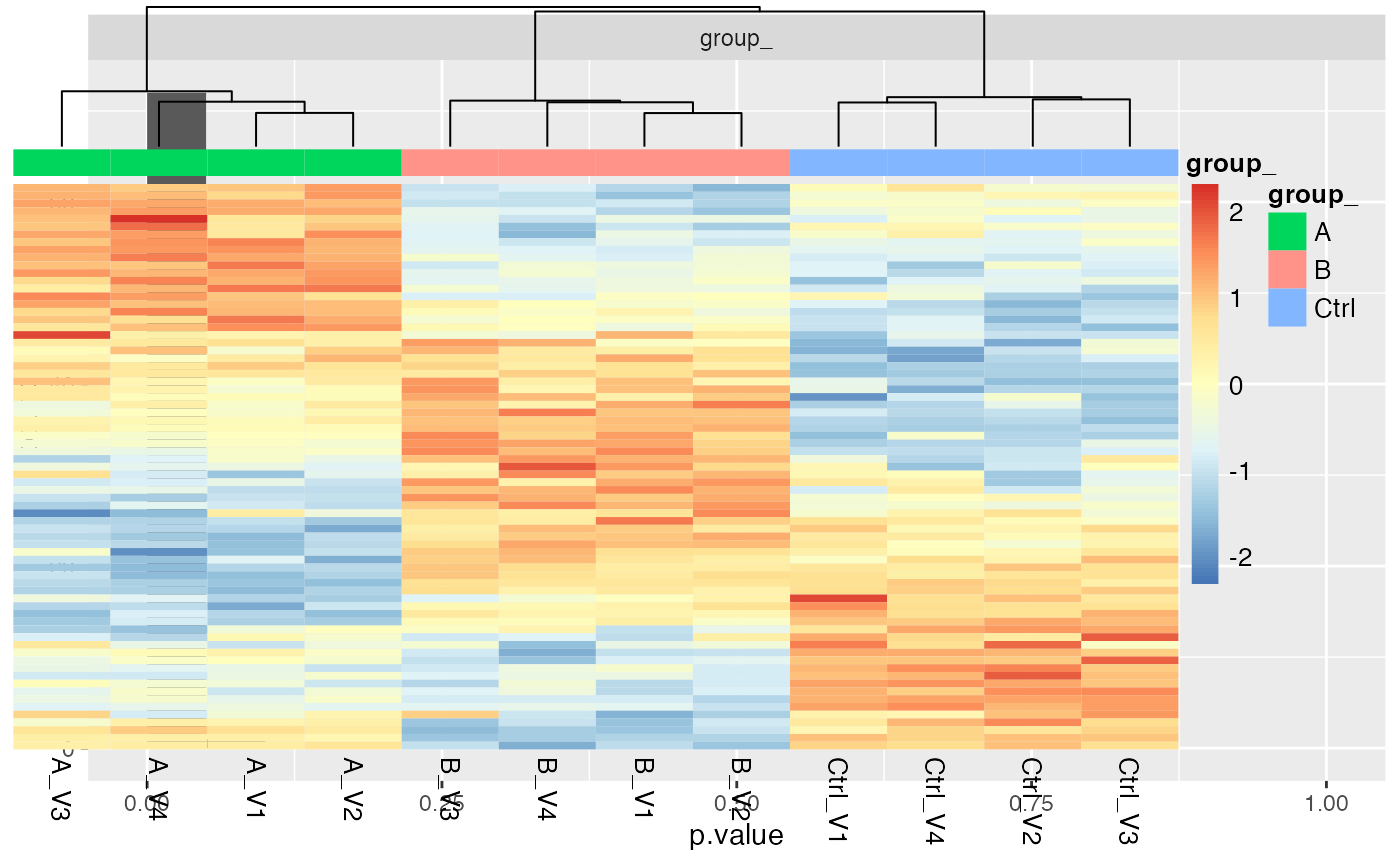 group_
group_
2
1
0
-1
-2
group_
A
B
Ctrl
A_V3
A_V4
A_V1
A_V2
B_V3
B_V4
B_V1
B_V2
Ctrl_V1
Ctrl_V4
Ctrl_V2
Ctrl_V3
0.00
0.25
0.50
0.75
1.00
p.value